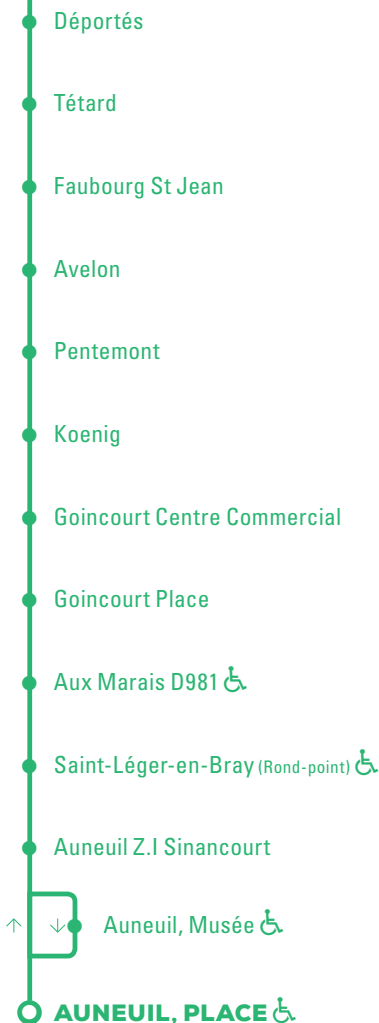 Déportés
Tétard
Faubourg St Jean
Avelon
Pentemont
Koenig
Goincourt Centre Commercial
Goincourt Place
Aux Marais D981
Saint-Léger-en-Bray (Rond-point)
Auneuil Z.I Sinancourt
Auneuil, Musée
AUNEUIL, PLACE